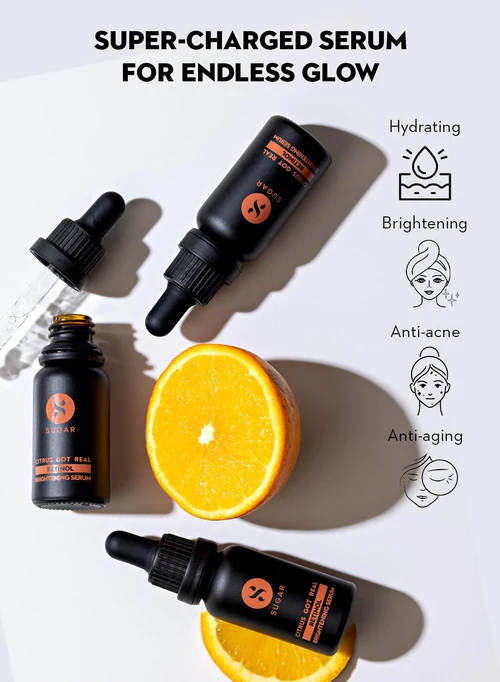 SUPER-CHARGED SERUM
FOR ENDLESS GLOW
Hydrating
Brightening
Anti-acne
Anti-aging
SUGAR
CITRUS GOT REAL
RETINOL
BRIGHTENING SERUM
SUGAR
CITRUS GOT REAL
RETINOL
BRIGHTENING SERUM
SUGAR
CITRUS GOT REAL
RETINOL
BRIGHTENING SERUM